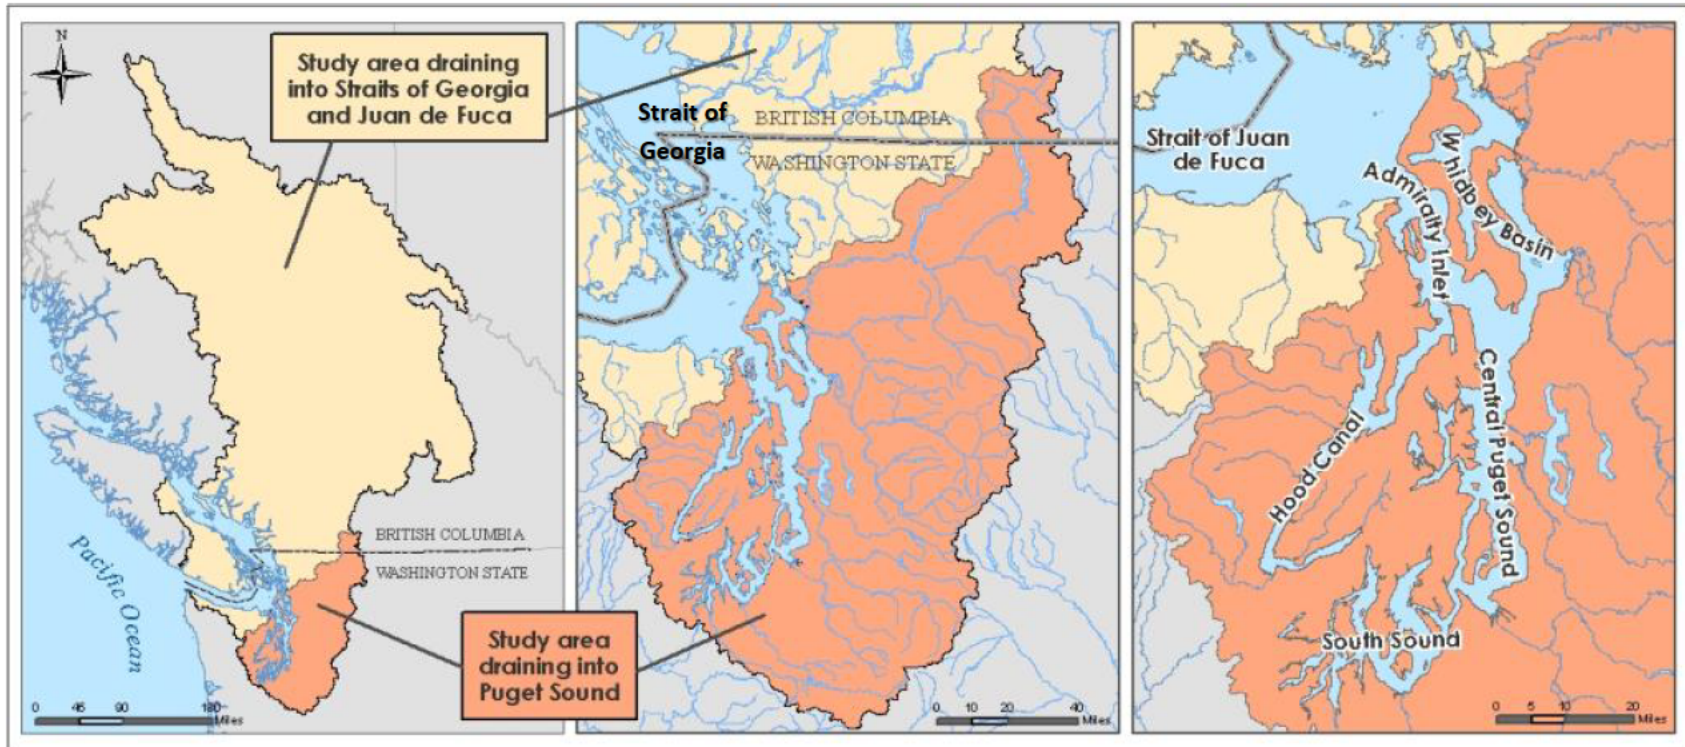 N
Study area draining
into Straits of Georgia
and Juan de Fuca
BRITISH COLUMBIA
WASHINGTON STATE
Pacific Ocean
Study area
draining into
Puget Sound
0 45 90 180
Miles
Strait of
Georgia
BRITISH COLUMBIA
WASHINGTON STATE
0 10 20 40
Miles
Strait of Juan
de Fuca
Admiralty Inlet
Whidbey Basin
Hood Canal
Central Puget Sound
South Sound
0 5 10 20
Miles